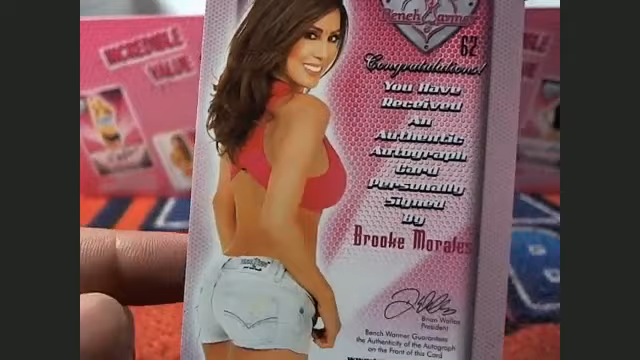 Bench Warmer
62
Congratulations!
You Have
Received
An
Authentic
Autograph
Card
Personally
Signed
By
Brooke Morales
Brian Wallos
President
Bench Warmer Guarantees
the Authenticity of the Autograph
on the Front of this Card
INCREDIBLE
VALUE